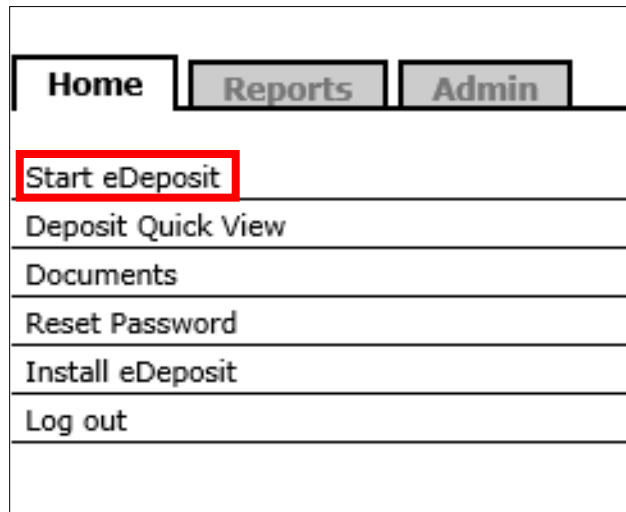 Home Reports Admin
Start eDeposit
Deposit Quick View
Documents
Reset Password
Install eDeposit
Log out